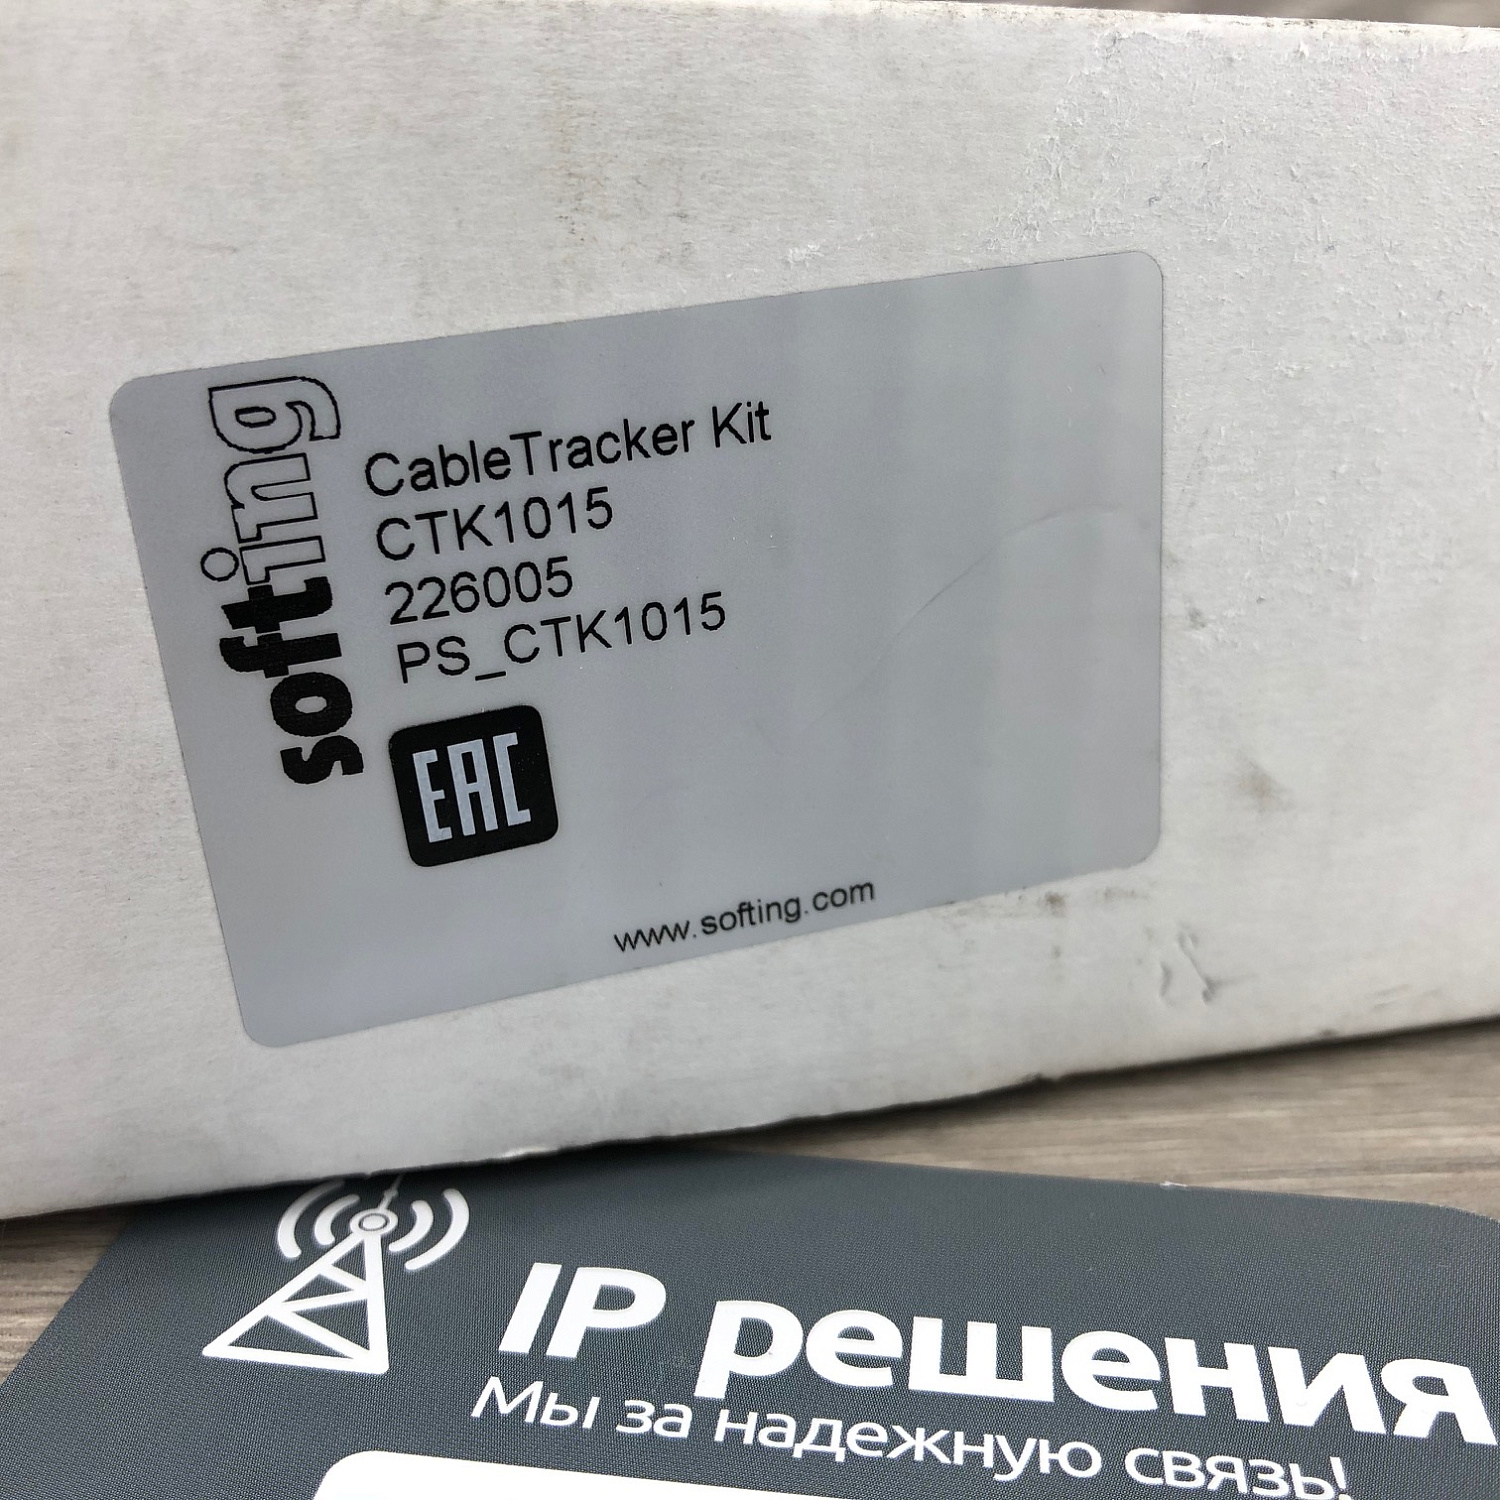 softing
CableTracker Kit
CTK1015
226005
PS_CTK1015
EAC
www.softing.com
IP решения
Мы за надежную связь!